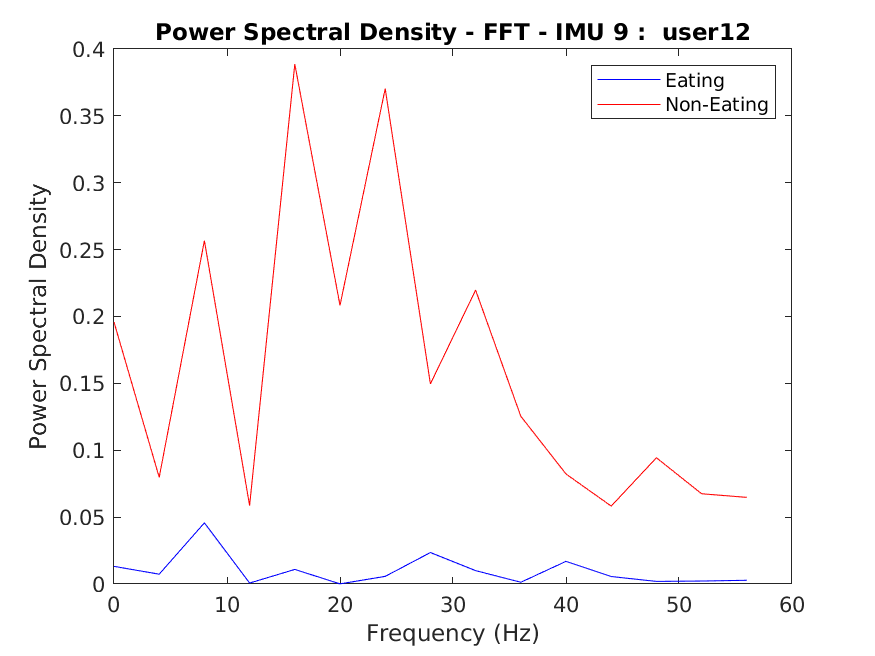 Power Spectral Density - FFT - IMU 9 :  user12
Eating
Non-Eating
0.4
0.35
0.3
0.25
0.2
0.15
0.1
0.05
0
Power Spectral Density
0 10 20 30 40 50 60
Frequency (Hz)